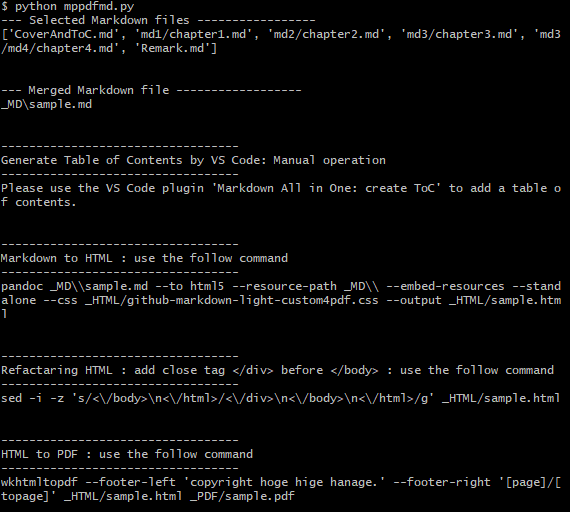 $ python mppdfmd.py
--- Selected Markdown files -----------------
['CoverAndToC.md', 'md1/chapter1.md', 'md2/chapter2.md', 'md3/chapter3.md', 'md3
/md4/chapter4.md', 'Remark.md']
--- Merged Markdown file ------------------
_MD\sample.md
----------------------------------
Generate Table of Contents by VS Code: Manual operation
----------------------------------
Please use the VS Code plugin 'Markdown All in One: create ToC' to add a table o
f contents.
----------------------------------
Markdown to HTML : use the follow command
----------------------------------
pandoc _MD\\sample.md --to html5 --resource-path _MD\\ --embed-resources --stand
alone --css _HTML/github-markdown-light-custom4pdf.css --output _HTML/sample.htm
l
----------------------------------
Refactaring HTML : add close tag </div> before </body> : use the follow command
----------------------------------
sed -i -z 's/<\/body>\n<\/html>/<\/div>\n<\/body>\n<\/html>/g' _HTML/sample.html
----------------------------------
HTML to PDF : use the follow command
----------------------------------
wkhtmltopdf --footer-left 'copyright hoge hige hanage.' --footer-right '[page]/[
topage]' _HTML/sample.html _PDF/sample.pdf